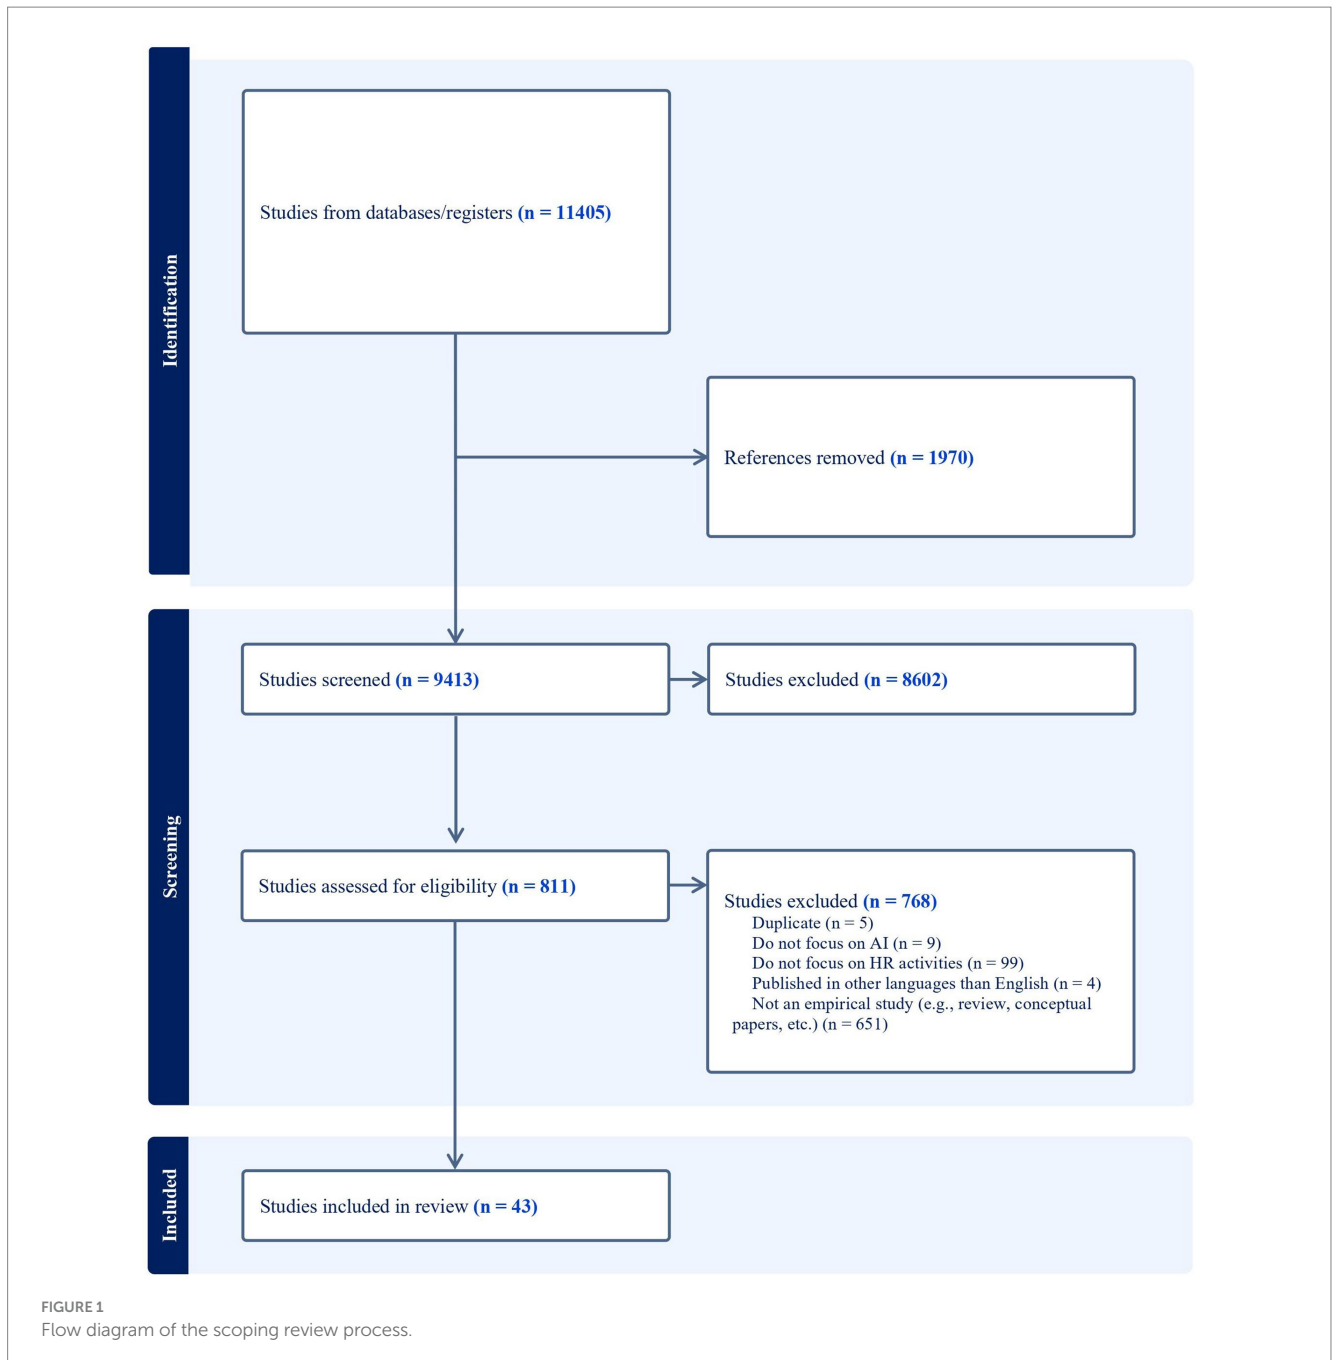 Identification
Studies from databases/registers (n = 11405)
References removed (n = 1970)
Screening
Studies screened (n = 9413)
Studies excluded (n = 8602)
Studies assessed for eligibility (n = 811)
Studies excluded (n = 768)
Duplicate (n = 5)
Do not focus on AI (n = 9)
Do not focus on HR activities (n = 99)
Published in other languages than English (n = 4)
Not an empirical study (e.g., review, conceptual
papers, etc.) (n = 651)
Included
Studies included in review (n = 43)
FIGURE 1
Flow diagram of the scoping review process.